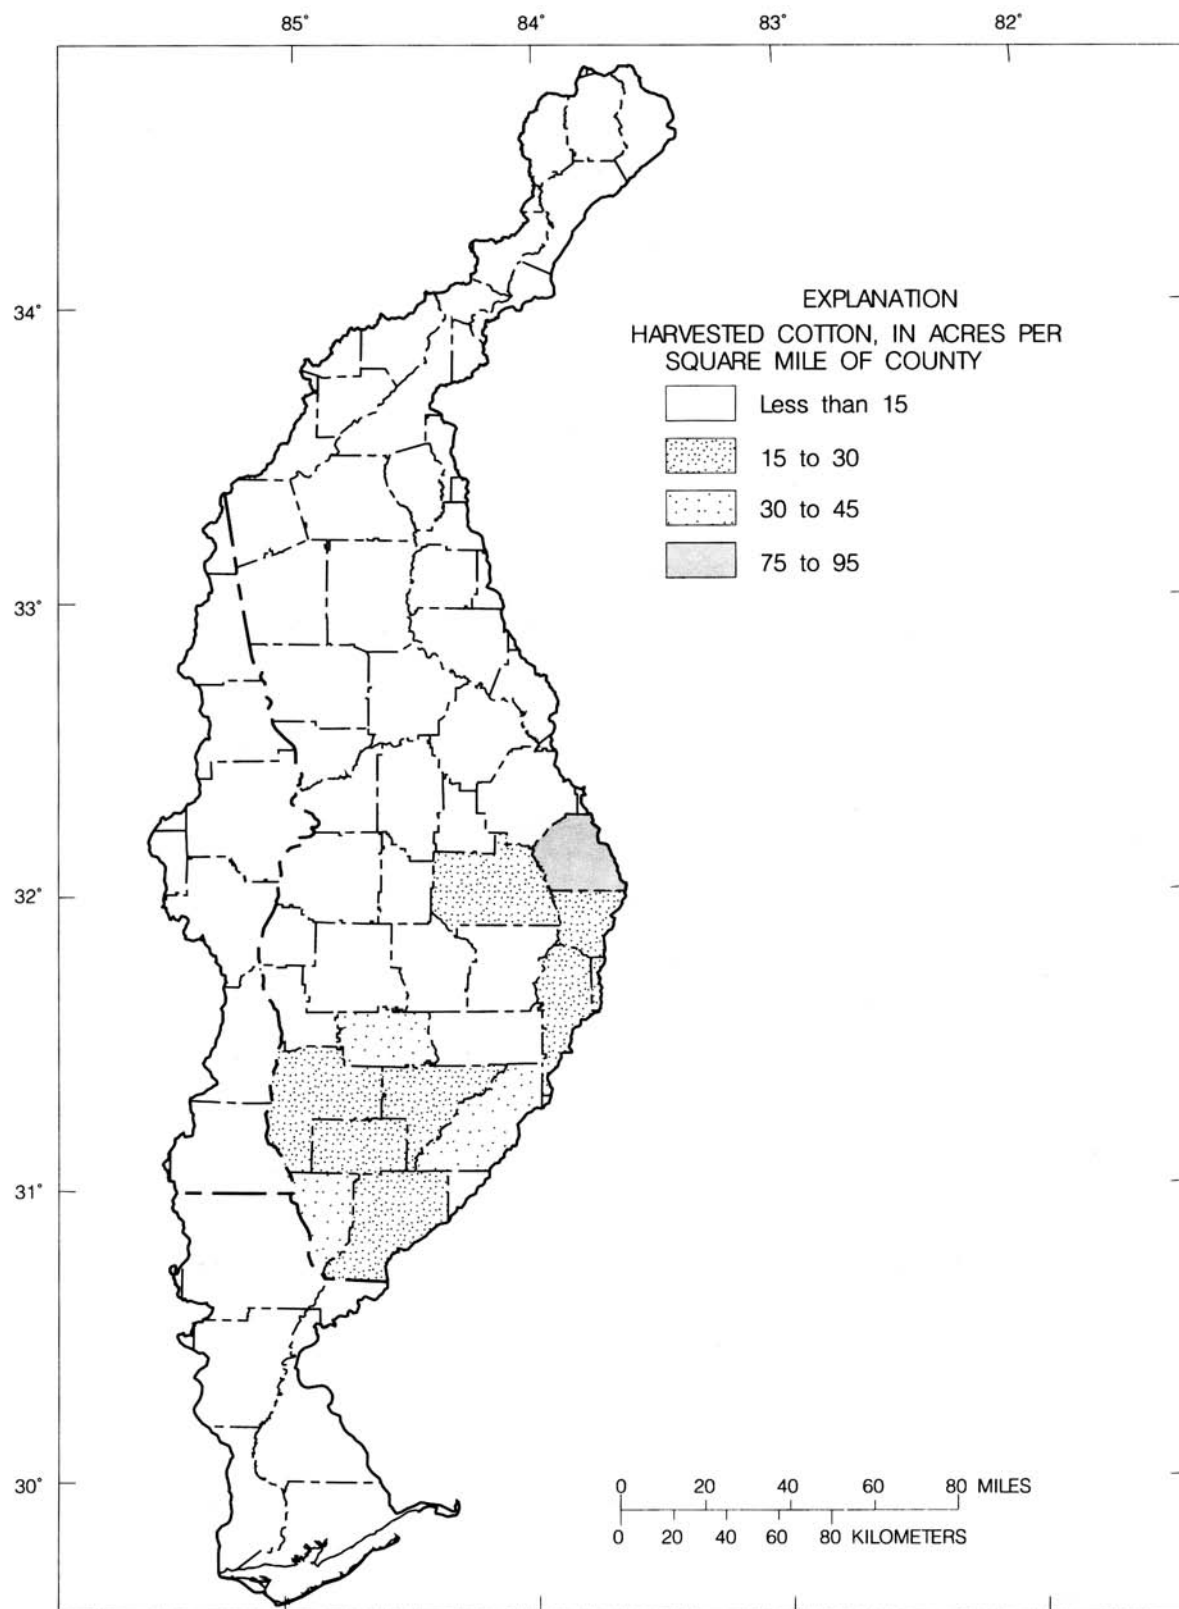 85° 84° 83° 82°
34°
33°
32°
31°
30°
EXPLANATION
HARVESTED COTTON, IN ACRES PER
SQUARE MILE OF COUNTY
Less than 15
15 to 30
30 to 45
75 to 95
0 20 40 60 80 MILES
0 20 40 60 80 KILOMETERS